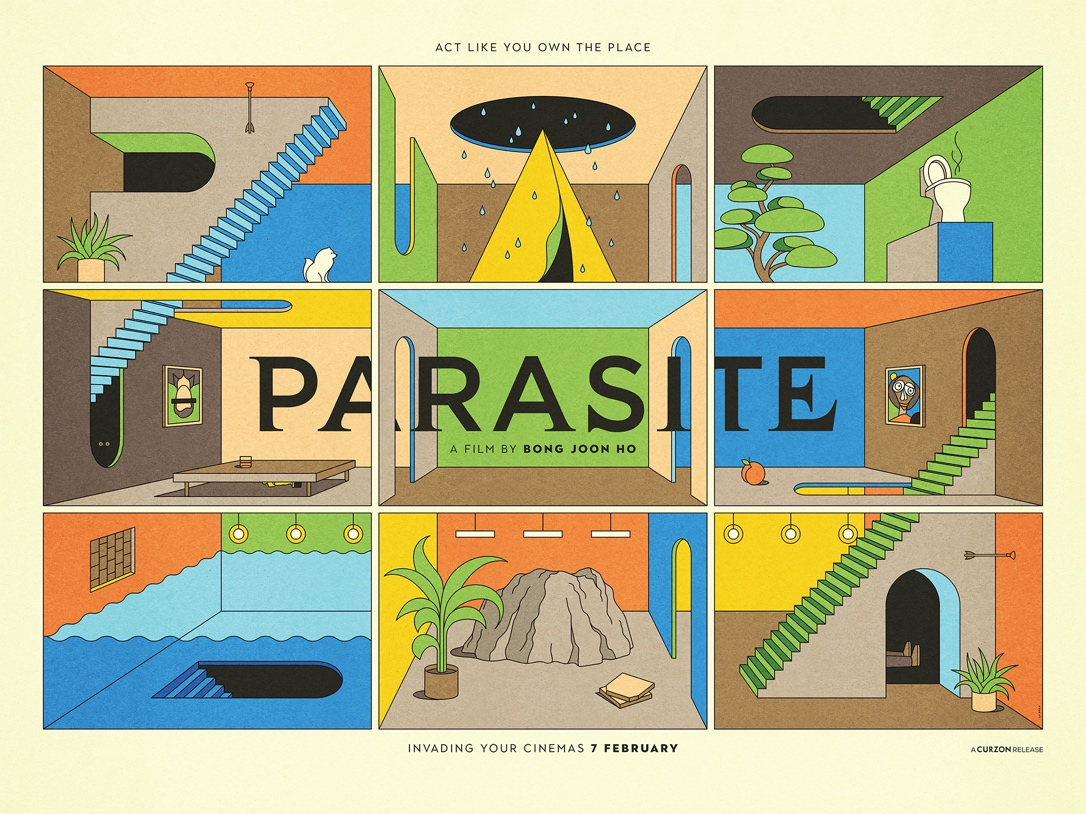 ACT LIKE YOU OWN THE PLACE
PARASITE
A FILM BY BONG JOON HO
INVADING YOUR CINEMAS 7 FEBRUARY
A CURZON RELEASE